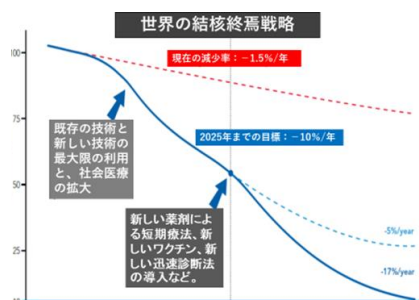 世界の結核終焉戦略
100
現在の減少率：−1.5%/年
75
既存の技術と
新しい技術の
最大限の利用
と、社会医療
の拡大
2025年までの目標：−10%/年
50
新しい薬剤によ
る短期療法、新
しいワクチン、新
しい迅速診断法
の導入など。
-5%/year
25
-17%/year